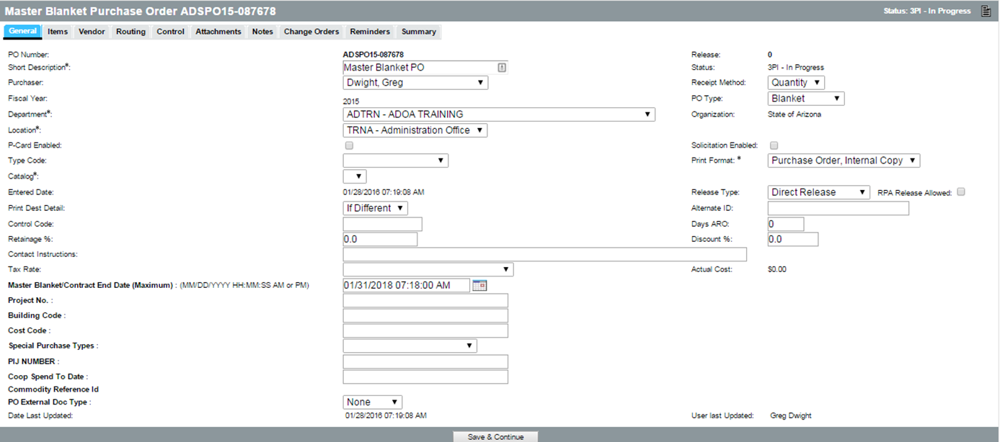 Master Blanket Purchase Order ADSPO15-087678 Status: 3PI - In Progress
General Items Vendor Routing Control Attachments Notes Change Orders Reminders Summary
PO Number: ADSPO15-087678 Release: 0
Short Description*: Master Blanket PO Status: 3PI - In Progress
Purchaser: Dwight, Greg Receipt Method: Quantity
Fiscal Year: 2015 PO Type: Blanket
Department*: ADTRN - ADOA TRAINING Organization: State of Arizona
Location*: TRNA - Administration Office
P-Card Enabled: Solicitation Enabled:
Type Code: Print Format: * Purchase Order, Internal Copy
Catalog*:
Entered Date: 01/28/2016 07:19:08 AM Release Type: Direct Release RPA Release Allowed:
Print Dest Detail: If Different Alternate ID:
Control Code: Days ARO: 0
Retainage %: 0.0 Discount %: 0.0
Contact Instructions:
Tax Rate: Actual Cost: $0.00
Master Blanket/Contract End Date (Maximum) : (MM/DD/YYYY HH:MM:SS AM or PM) 01/31/2018 07:18:00 AM
Project No. :
Building Code :
Cost Code :
Special Purchase Types :
PIJ NUMBER :
Coop Spend To Date :
Commodity Reference Id
PO External Doc Type : None
Date Last Updated: 01/28/2016 07:19:08 AM User last Updated: Greg Dwight
Save & Continue